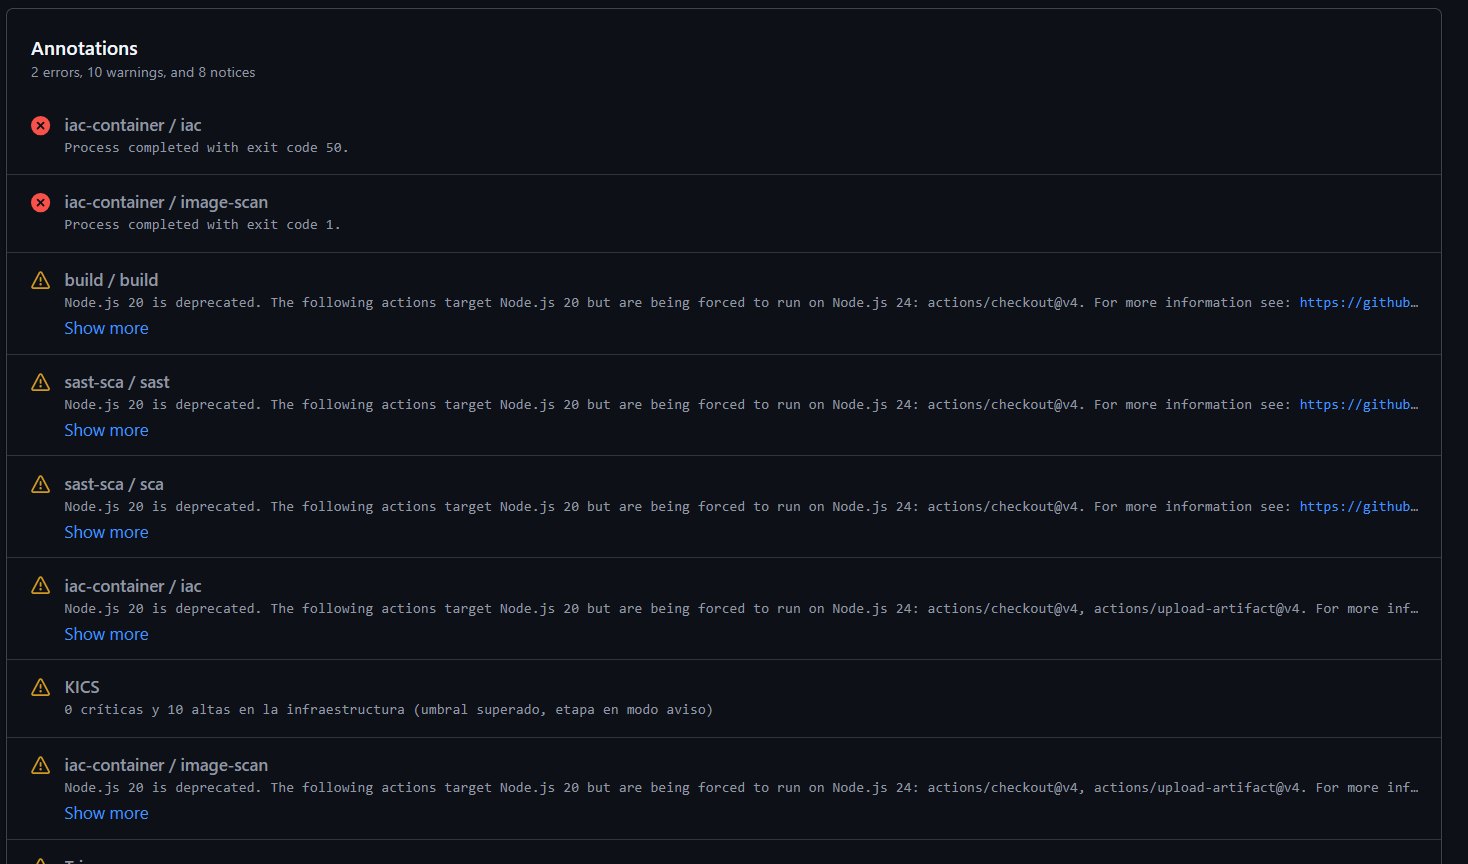 Annotations
2 errors, 10 warnings, and 8 notices
iac-container / iac
Process completed with exit code 50.
iac-container / image-scan
Process completed with exit code 1.
build / build
Node.js 20 is deprecated. The following actions target Node.js 20 but are being forced to run on Node.js 24: actions/checkout@v4. For more information see: https://github…
Show more
sast-sca / sast
Node.js 20 is deprecated. The following actions target Node.js 20 but are being forced to run on Node.js 24: actions/checkout@v4. For more information see: https://github…
Show more
sast-sca / sca
Node.js 20 is deprecated. The following actions target Node.js 20 but are being forced to run on Node.js 24: actions/checkout@v4. For more information see: https://github…
Show more
iac-container / iac
Node.js 20 is deprecated. The following actions target Node.js 20 but are being forced to run on Node.js 24: actions/checkout@v4, actions/upload-artifact@v4. For more inf…
Show more
KICS
0 críticas y 10 altas en la infraestructura (umbral superado, etapa en modo aviso)
iac-container / image-scan
Node.js 20 is deprecated. The following actions target Node.js 20 but are being forced to run on Node.js 24: actions/checkout@v4, actions/upload-artifact@v4. For more inf…
Show more